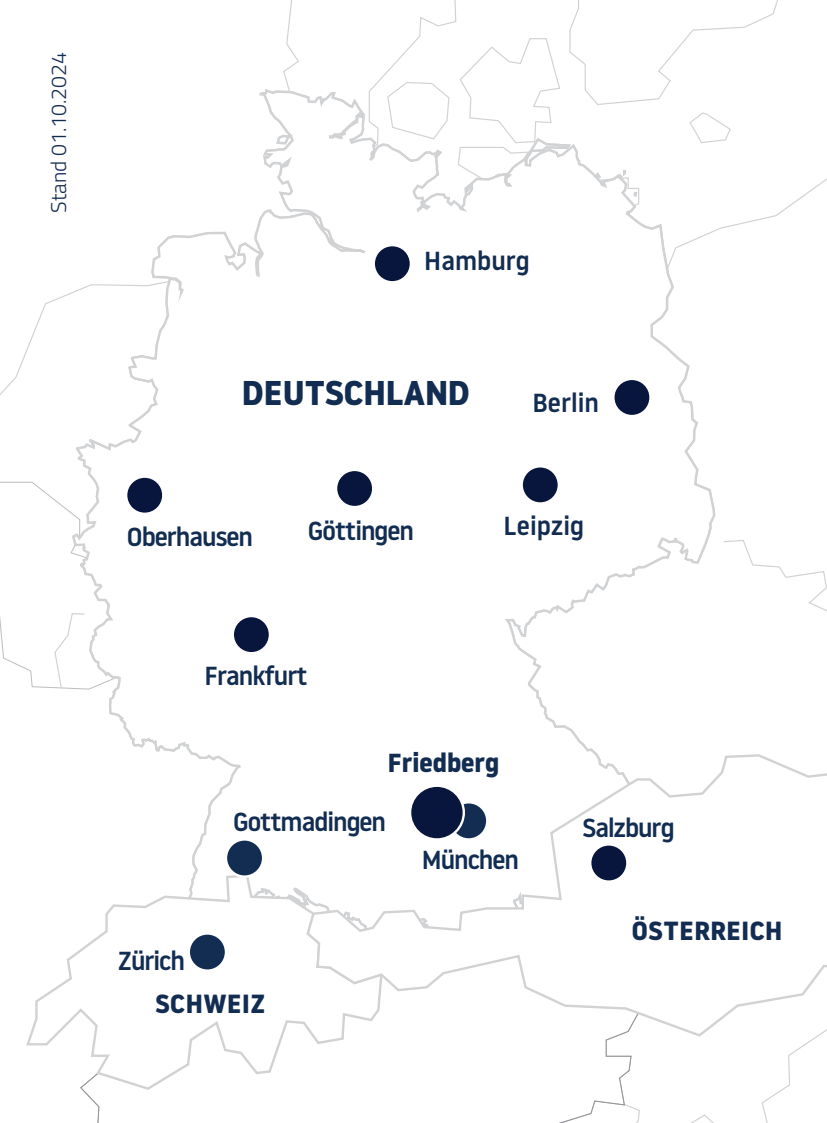 Stand 01.10.2024
Hamburg
DEUTSCHLAND
Berlin
Oberhausen
Göttingen
Leipzig
Frankfurt
Friedberg
Gottmadingen
München
Salzburg
ÖSTERREICH
Zürich
SCHWEIZ